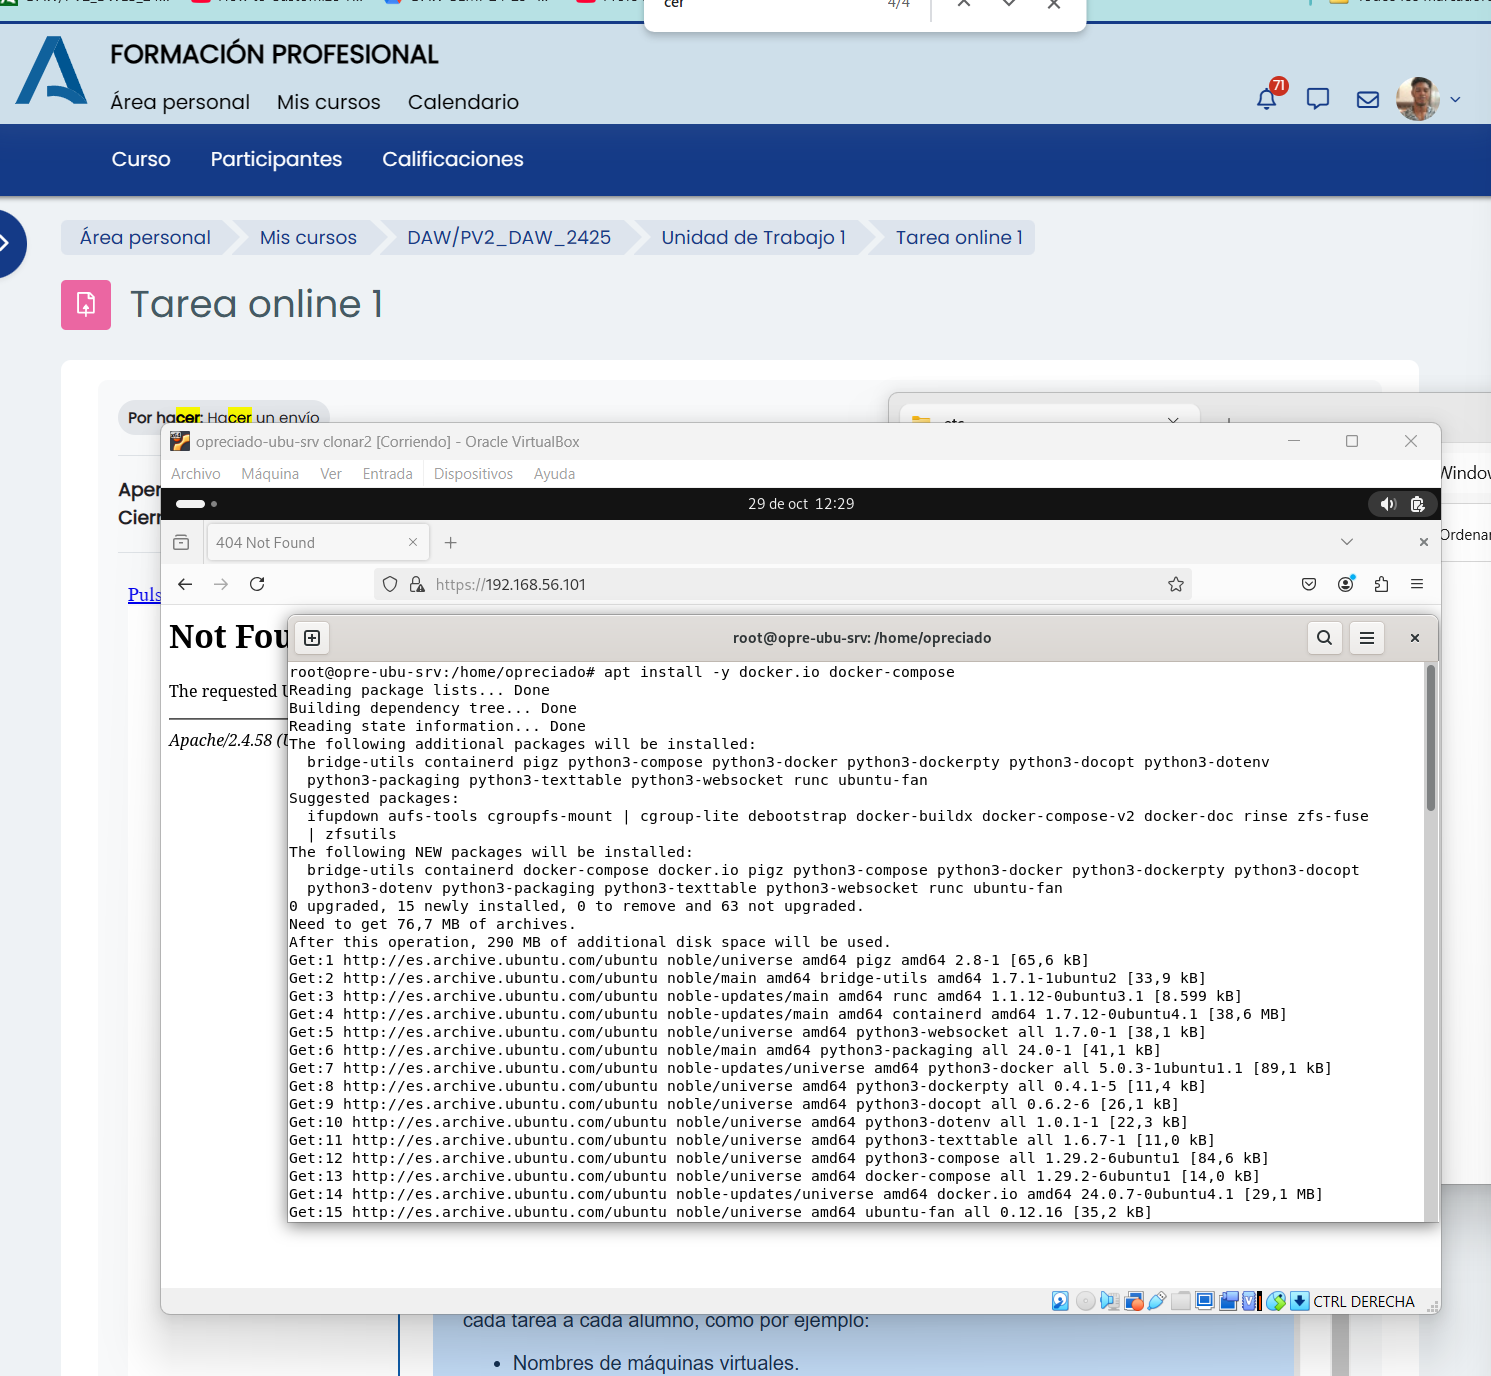 cer
4/4
FORMACIÓN PROFESIONAL
Área personal Mis cursos Calendario
71
Curso Participantes Calificaciones
Área personal Mis cursos DAW/PV2_DAW_2425 Unidad de Trabajo 1 Tarea online 1
Tarea online 1
Por hacer: Hacer un envío
opreciado-ubu-srv clonar2 [Corriendo] - Oracle VirtualBox
Archivo Máquina Ver Entrada Dispositivos Ayuda
29 de oct 12:29
404 Not Found
https://192.168.56.101
Puls
Not Fou
The requested U
Apache/2.4.58 (U
root@opre-ubu-srv: /home/opreciado
root@opre-ubu-srv:/home/opreciado# apt install -y docker.io docker-compose
Reading package lists... Done
Building dependency tree... Done
Reading state information... Done
The following additional packages will be installed:
bridge-utils containerd pigz python3-compose python3-docker python3-dockerpty python3-docopt python3-dotenv
python3-packaging python3-texttable python3-websocket runc ubuntu-fan
Suggested packages:
ifupdown aufs-tools cgroupfs-mount | cgroup-lite debootstrap docker-buildx docker-compose-v2 docker-doc rinse zfs-fuse
| zfsutils
The following NEW packages will be installed:
bridge-utils containerd docker-compose docker.io pigz python3-compose python3-docker python3-dockerpty python3-docopt
python3-dotenv python3-packaging python3-texttable python3-websocket runc ubuntu-fan
0 upgraded, 15 newly installed, 0 to remove and 63 not upgraded.
Need to get 76,7 MB of archives.
After this operation, 290 MB of additional disk space will be used.
Get:1 http://es.archive.ubuntu.com/ubuntu noble/universe amd64 pigz amd64 2.8-1 [65,6 kB]
Get:2 http://es.archive.ubuntu.com/ubuntu noble/main amd64 bridge-utils amd64 1.7.1-1ubuntu2 [33,9 kB]
Get:3 http://es.archive.ubuntu.com/ubuntu noble-updates/main amd64 runc amd64 1.1.12-0ubuntu3.1 [8.599 kB]
Get:4 http://es.archive.ubuntu.com/ubuntu noble-updates/main amd64 containerd amd64 1.7.12-0ubuntu4.1 [38,6 MB]
Get:5 http://es.archive.ubuntu.com/ubuntu noble/universe amd64 python3-websocket all 1.7.0-1 [38,1 kB]
Get:6 http://es.archive.ubuntu.com/ubuntu noble/main amd64 python3-packaging all 24.0-1 [41,1 kB]
Get:7 http://es.archive.ubuntu.com/ubuntu noble-updates/universe amd64 python3-docker all 5.0.3-1ubuntu1.1 [89,1 kB]
Get:8 http://es.archive.ubuntu.com/ubuntu noble/universe amd64 python3-dockerpty all 0.4.1-5 [11,4 kB]
Get:9 http://es.archive.ubuntu.com/ubuntu noble/universe amd64 python3-docopt all 0.6.2-6 [26,1 kB]
Get:10 http://es.archive.ubuntu.com/ubuntu noble/universe amd64 python3-dotenv all 1.0.1-1 [22,3 kB]
Get:11 http://es.archive.ubuntu.com/ubuntu noble/universe amd64 python3-texttable all 1.6.7-1 [11,0 kB]
Get:12 http://es.archive.ubuntu.com/ubuntu noble/universe amd64 python3-compose all 1.29.2-6ubuntu1 [84,6 kB]
Get:13 http://es.archive.ubuntu.com/ubuntu noble/universe amd64 docker-compose all 1.29.2-6ubuntu1 [14,0 kB]
Get:14 http://es.archive.ubuntu.com/ubuntu noble-updates/universe amd64 docker.io amd64 24.0.7-0ubuntu4.1 [29,1 MB]
Get:15 http://es.archive.ubuntu.com/ubuntu noble/universe amd64 ubuntu-fan all 0.12.16 [35,2 kB]
CTRL DERECHA
cada tarea a cada alumno, como por ejemplo:
• Nombres de máquinas virtuales.